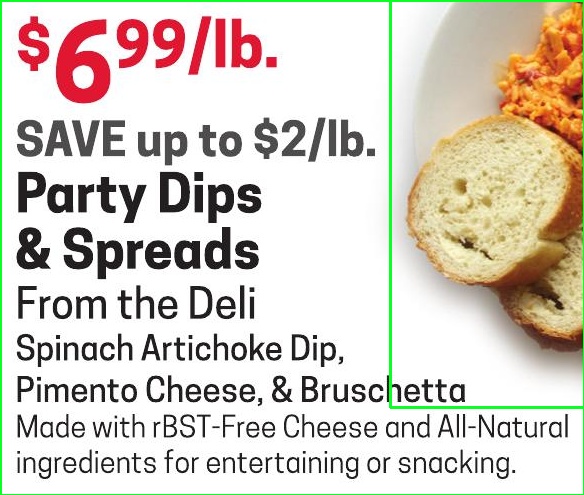 $6.99/lb.
SAVE up to $2/lb.
Party Dips
& Spreads
From the Deli
Spinach Artichoke Dip,
Pimento Cheese, & Bruschetta
Made with rBST-Free Cheese and All-Natural
ingredients for entertaining or snacking.